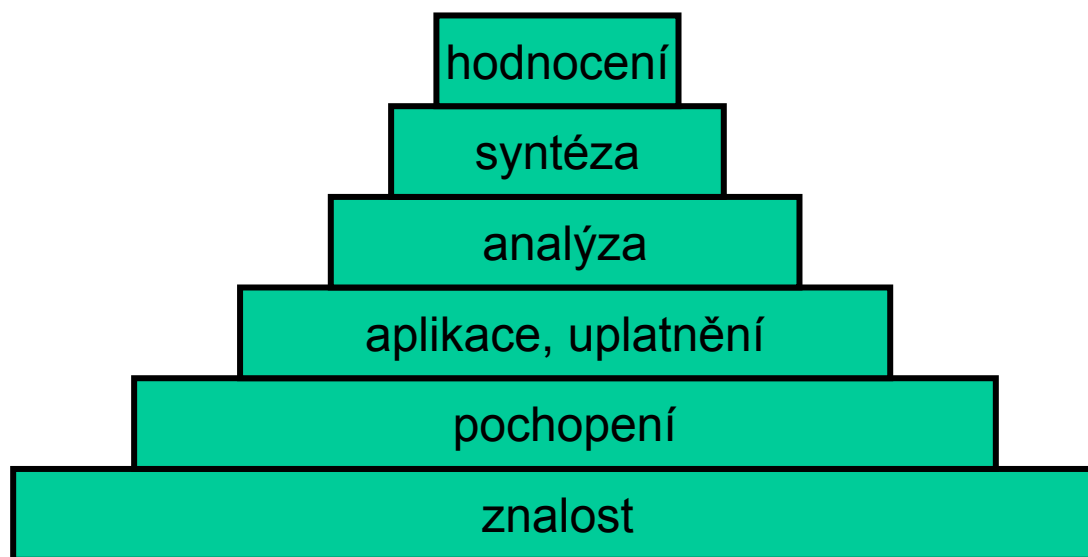 hodnocení
syntéza
analýza
aplikace, uplatnění
pochopení
znalost